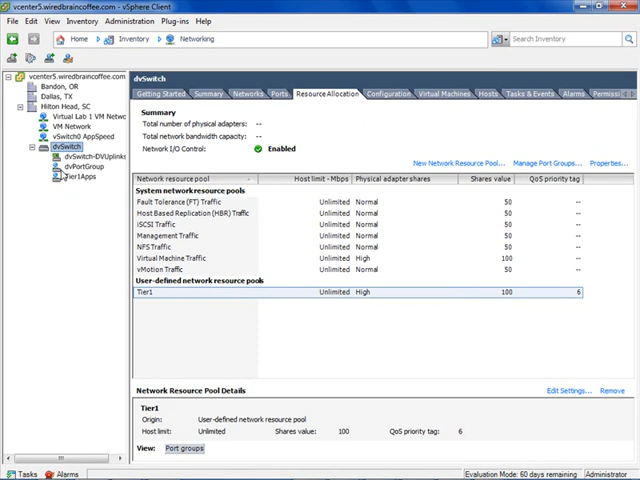 vcenter5.wiredbraincoffee.com - vSphere Client
File Edit View Inventory Administration Plug-ins Help
Home Inventory Networking Search Inventory
vcenter5.wiredbraincoffee.com
Bandon, OR
Dallas, TX
Hilton Head, SC
Virtual Lab 1 VM Netwo
VM Network
vSwitch0 AppSpeed
dvSwitch
dvSwitch-DVUplinks
dvPortGroup
Tier1Apps
dvSwitch
Getting Started Summary Networks Ports Resource Allocation Configuration Virtual Machines Hosts Tasks & Events Alarms Permissi
Summary
Total number of physical adapters: --
Total network bandwidth capacity: --
Network I/O Control: Enabled
New Network Resource Pool... Manage Port Groups... Properties...
Network resource pool Host limit - Mbps Physical adapter shares Shares value QoS priority tag
System network resource pools
Fault Tolerance (FT) Traffic Unlimited Normal 50 --
Host Based Replication (HBR) Traffic Unlimited Normal 50 --
iSCSI Traffic Unlimited Normal 50 --
Management Traffic Unlimited Normal 50 --
NFS Traffic Unlimited Normal 50 --
Virtual Machine Traffic Unlimited High 100 --
vMotion Traffic Unlimited Normal 50 --
User-defined network resource pools
Tier1 Unlimited High 100 6
Edit Settings... Remove
Network Resource Pool Details
Tier1
Origin: User-defined network resource pool
Host limit: Unlimited Shares value: 100 QoS priority tag: 6
View: Port groups
Tasks Alarms Evaluation Mode: 60 days remaining Administrator